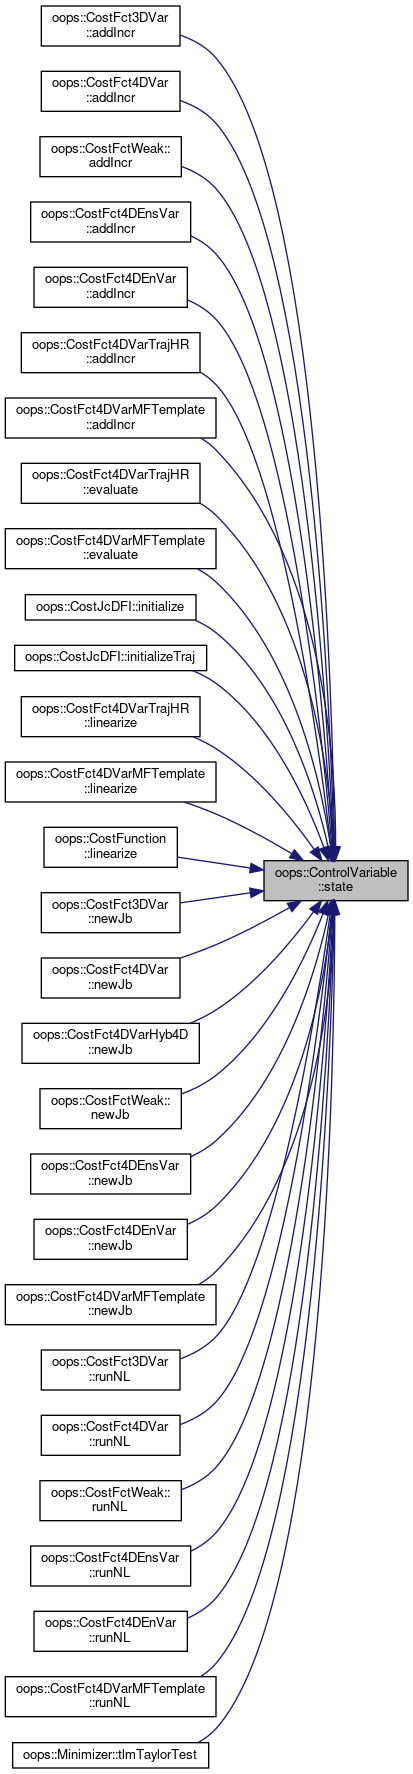 oops::CostFct3DVar
::addIncr
oops::CostFct4DVar
::addIncr
oops::CostFctWeak::
addIncr
oops::CostFct4DEnsVar
::addIncr
oops::CostFct4DEnVar
::addIncr
oops::CostFct4DVarTrajHR
::addIncr
oops::CostFct4DVarMFTemplate
::addIncr
oops::CostFct4DVarTrajHR
::evaluate
oops::CostFct4DVarMFTemplate
::evaluate
oops::CostJcDFI::initialize
oops::CostJcDFI::initializeTraj
oops::CostFct4DVarTrajHR
::linearize
oops::CostFct4DVarMFTemplate
::linearize
oops::CostFunction
::linearize
oops::ControlVariable
::state
oops::CostFct3DVar
::newJb
oops::CostFct4DVar
::newJb
oops::CostFct4DVarHyb4D
::newJb
oops::CostFctWeak::
newJb
oops::CostFct4DEnsVar
::newJb
oops::CostFct4DEnVar
::newJb
oops::CostFct4DVarMFTemplate
::newJb
oops::CostFct3DVar
::runNL
oops::CostFct4DVar
::runNL
oops::CostFctWeak::
runNL
oops::CostFct4DEnsVar
::runNL
oops::CostFct4DEnVar
::runNL
oops::CostFct4DVarMFTemplate
::runNL
oops::Minimizer::tlmTaylorTest